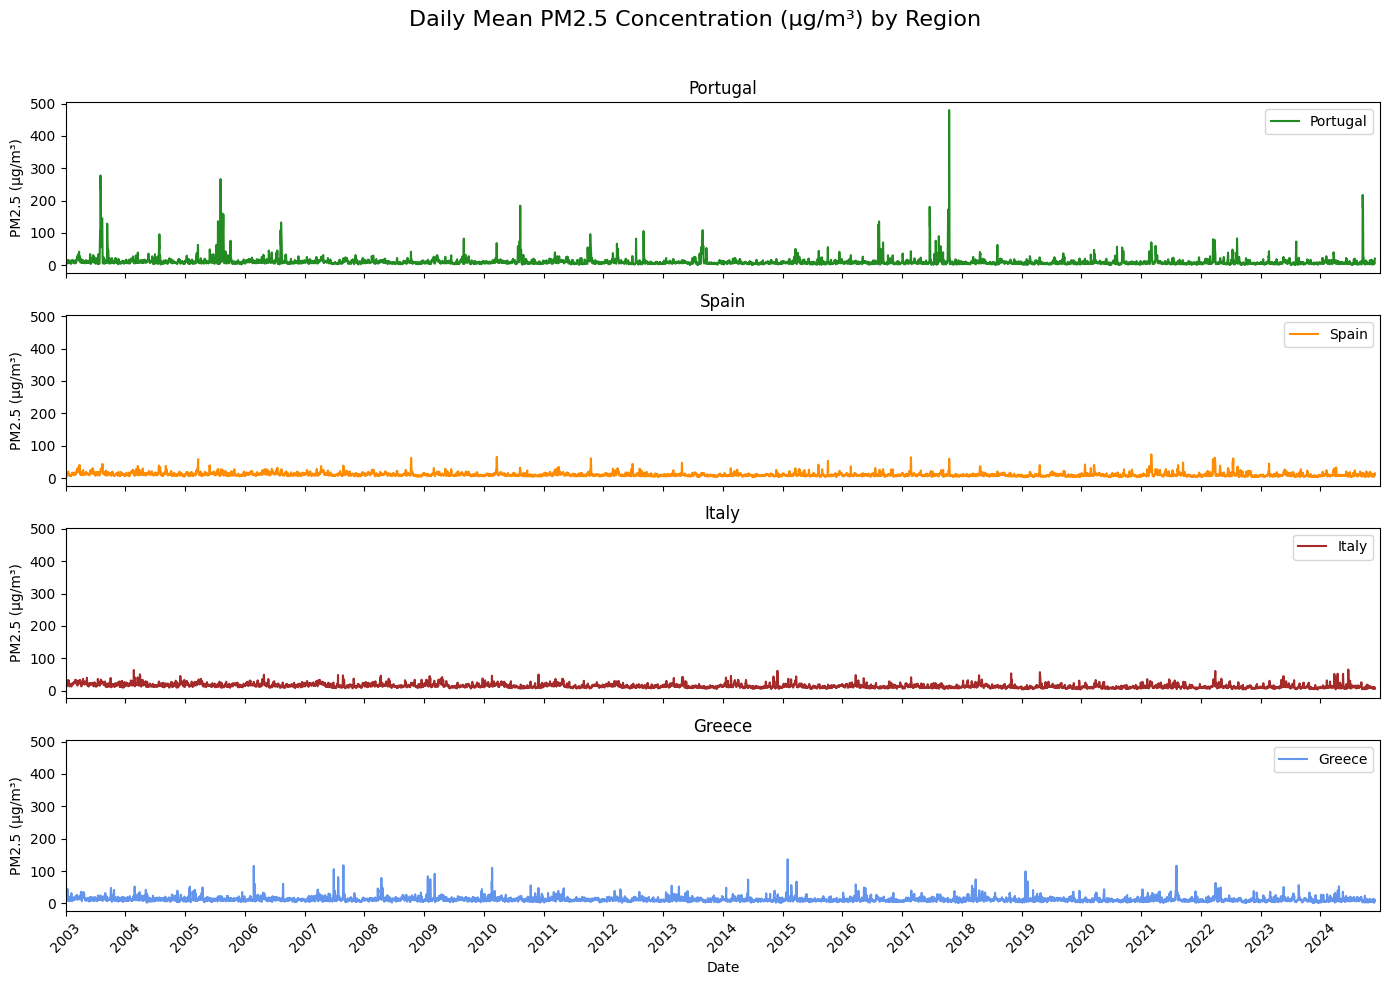 Daily Mean PM2.5 Concentration (µg/m³) by Region
Portugal
PM2.5 (µg/m³)
500
400
300
200
100
0
Portugal
Spain
PM2.5 (µg/m³)
500
400
300
200
100
0
Spain
Italy
PM2.5 (µg/m³)
500
400
300
200
100
0
Italy
Greece
PM2.5 (µg/m³)
500
400
300
200
100
0
Greece
2003 2004 2005 2006 2007 2008 2009 2010 2011 2012 2013 2014 2015 2016 2017 2018 2019 2020 2021 2022 2023 2024
Date